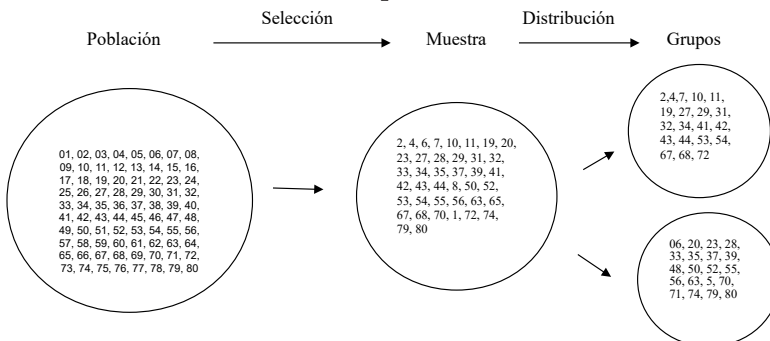 Selección
Distribución
Población
Muestra
Grupos
01, 02, 03, 04, 05, 06, 07, 08,
09, 10, 11, 12, 13, 14, 15, 16,
17, 18, 19, 20, 21, 22, 23, 24,
25, 26, 27, 28, 29, 30, 31, 32,
33, 34, 35, 36, 37, 38, 39, 40,
41, 42, 43, 44, 45, 46, 47, 48,
49, 50, 51, 52, 53, 54, 55, 56,
57, 58, 59, 60, 61, 62, 63, 64,
65, 66, 67, 68, 69, 70, 71, 72,
73, 74, 75, 76, 77, 78, 79, 80
2, 4, 6, 7, 10, 11, 19, 20,
23, 27, 28, 29, 31, 32,
33, 34, 35, 37, 39, 41,
42, 43, 44, 8, 50, 52,
53, 54, 55, 56, 63, 65,
67, 68, 70, 1, 72, 74,
79, 80
2,4,7, 10, 11,
19, 27, 29, 31,
32, 34, 41, 42,
43, 44, 53, 54,
67, 68, 72
06, 20, 23, 28,
33, 35, 37, 39,
48, 50, 52, 55,
56, 63, 5, 70,
71, 74, 79, 80